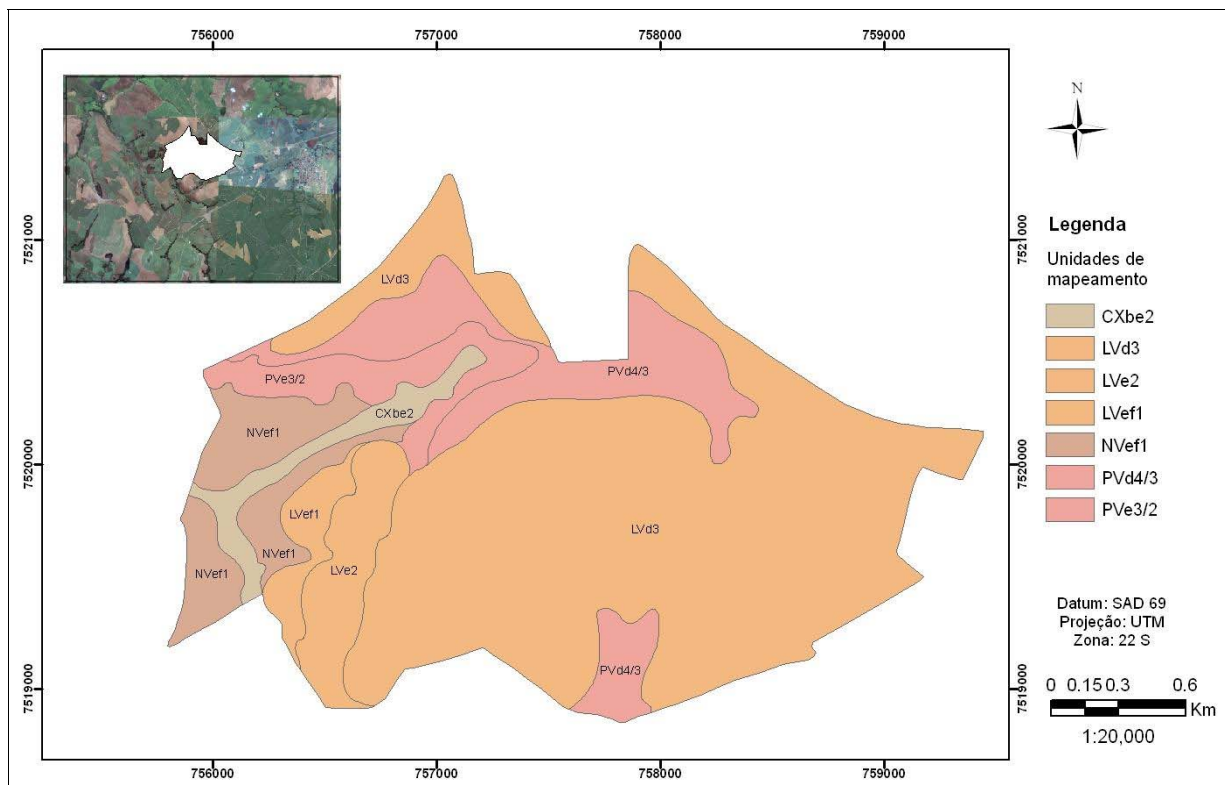 756000 757000 758000 759000
7521000 7521000
7520000 7520000
7519000 7519000
756000 757000 758000 759000
LVd3
PVe3/2
PVd4/3
CXbe2
NVef1
LVef1
LVd3
NVef1
LVe2
NVef1
PVd4/3
N
Legenda
Unidades de
mapeamento
CXbe2
LVd3
LVe2
LVef1
NVef1
PVd4/3
PVe3/2
Datum: SAD 69
Projeção: UTM
Zona: 22 S
0 0.15 0.3 0.6
Km
1:20,000